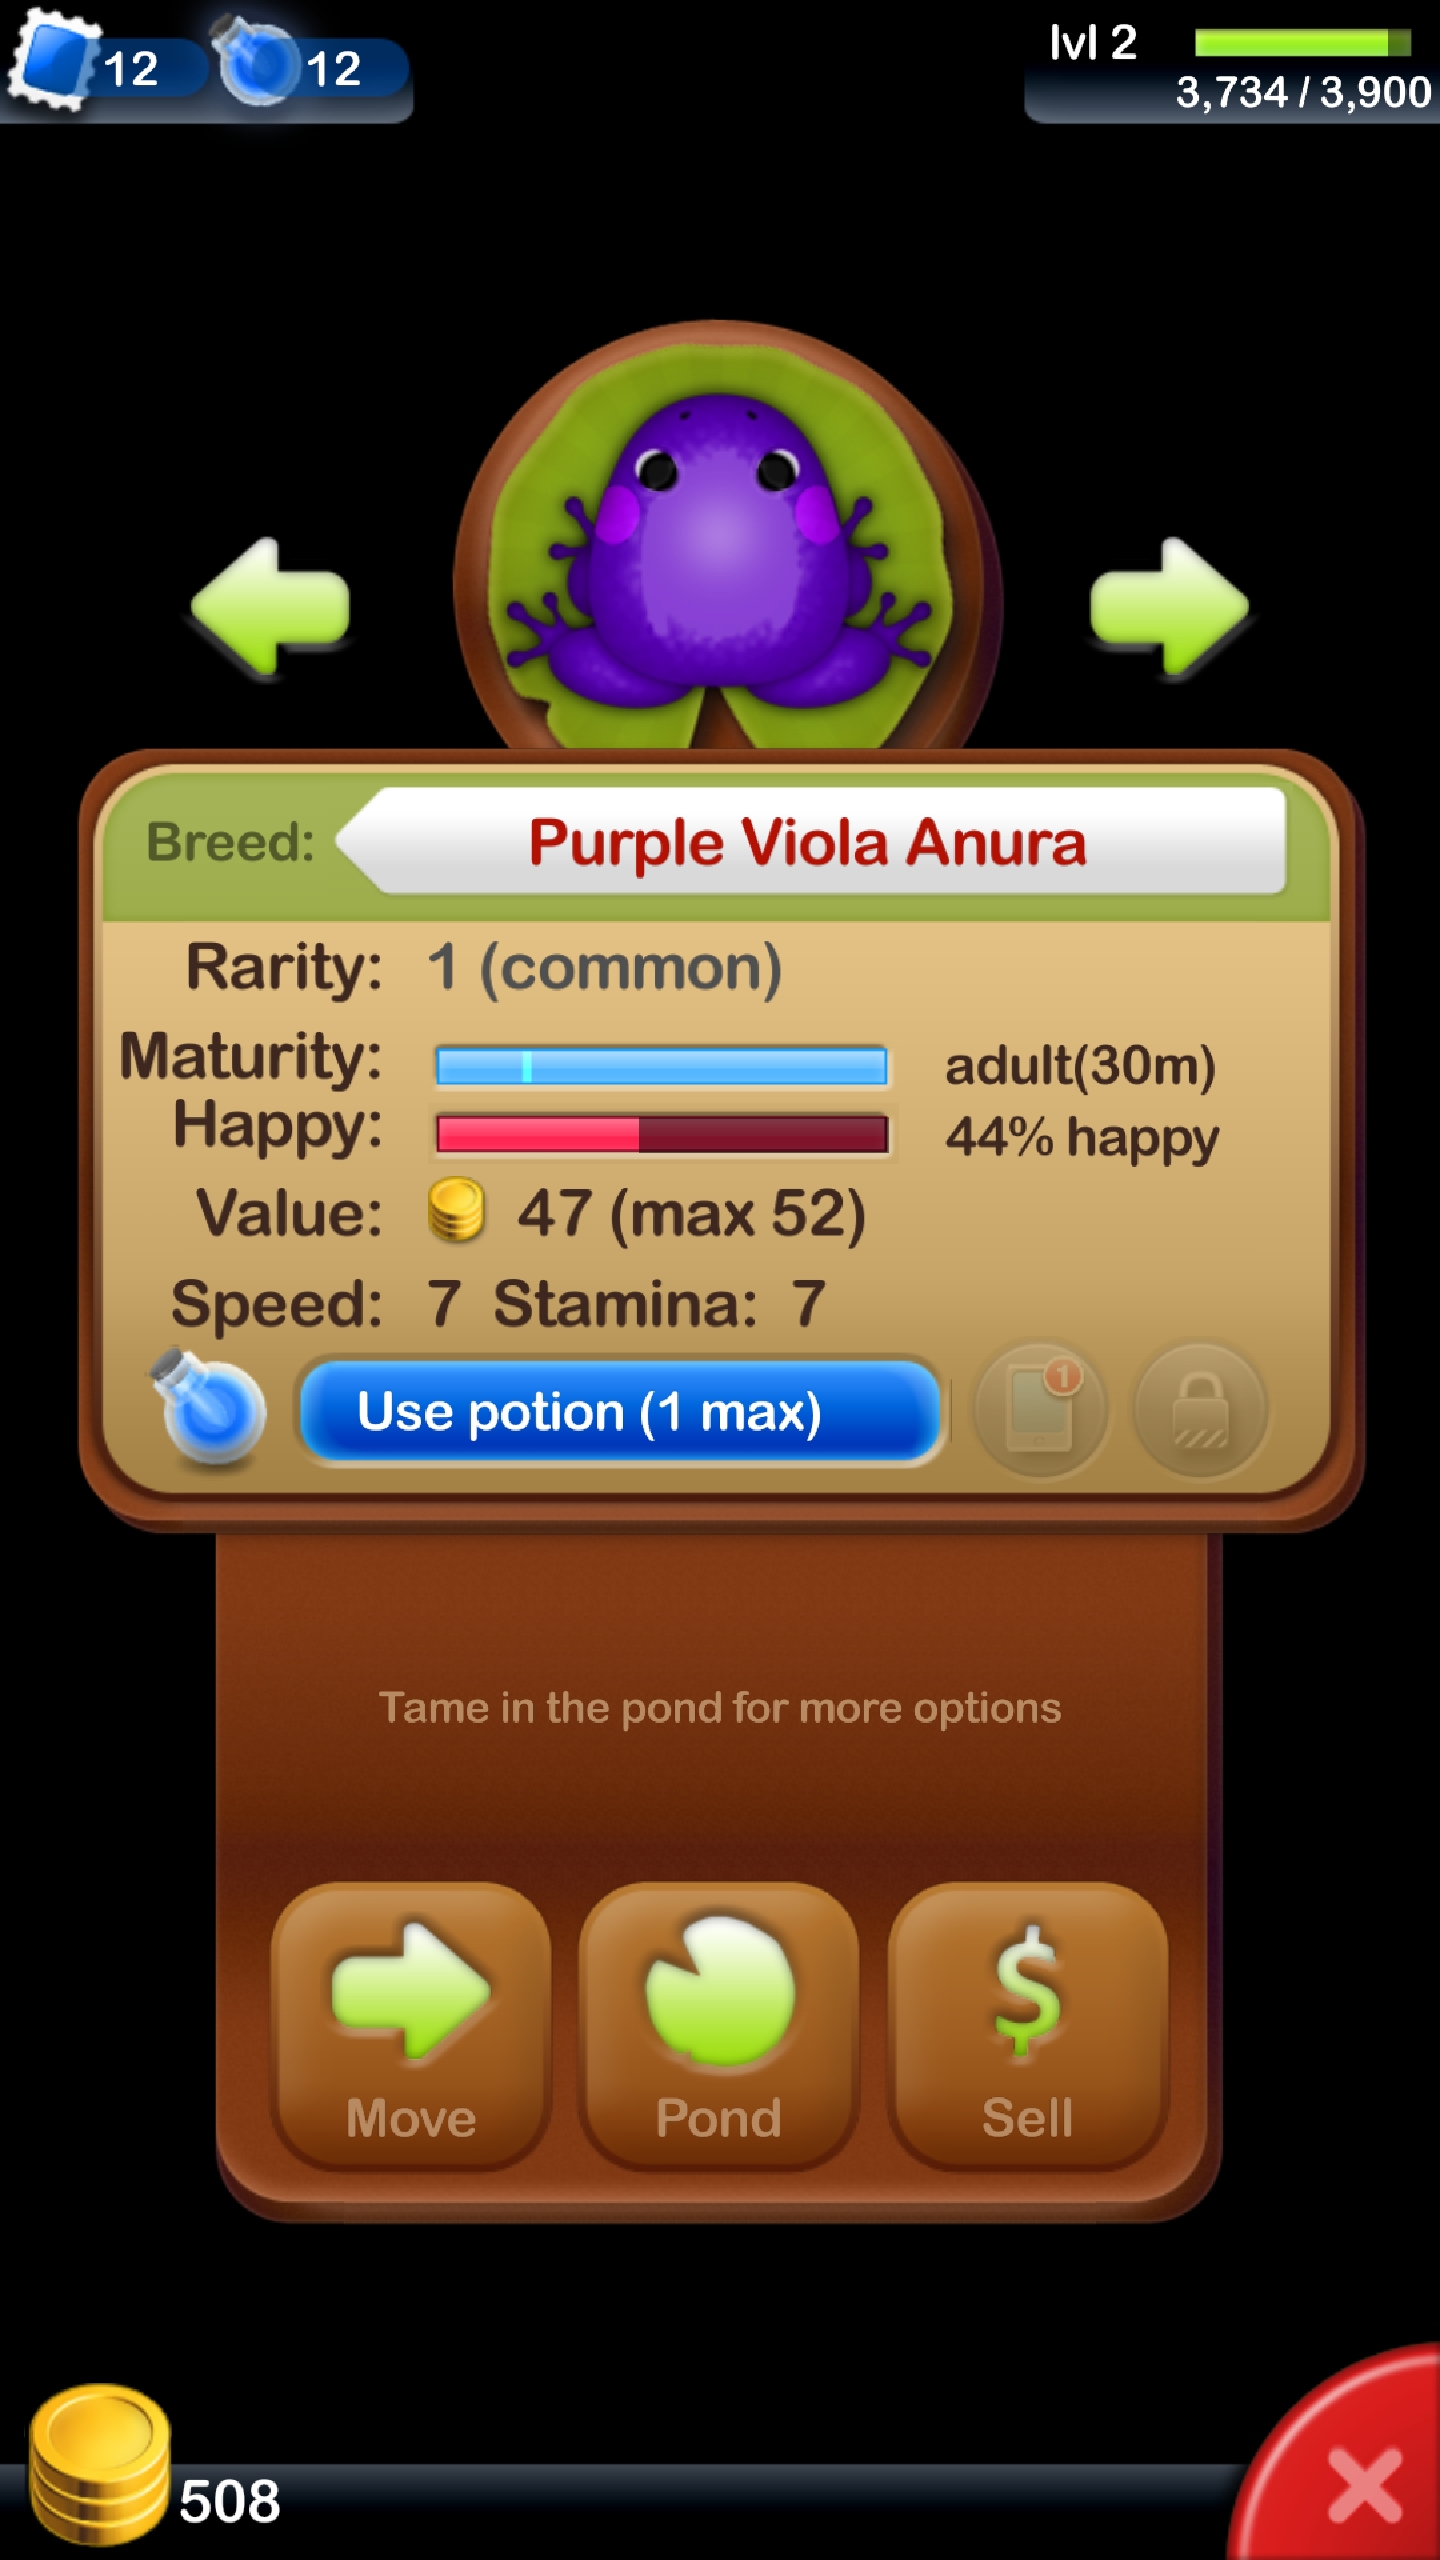 12 12 lvl 2
3,734 / 3,900
Breed: Purple Viola Anura
Rarity: 1 (common)
Maturity: adult(30m)
Happy: 44% happy
Value: 47 (max 52)
Speed: 7 Stamina: 7
Use potion (1 max) 1
Tame in the pond for more options
Move Pond Sell
508